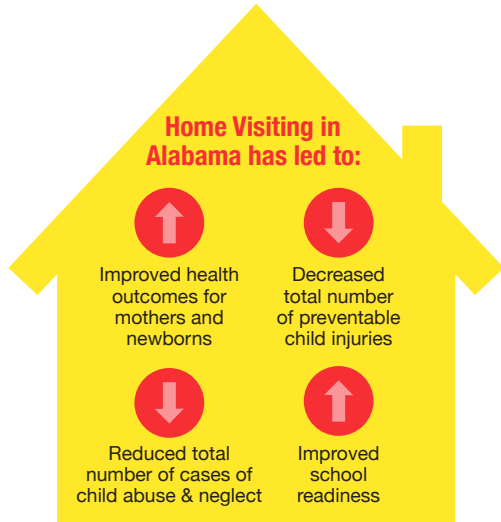 Home Visiting in
Alabama has led to:
Improved health
outcomes for
mothers and
newborns
Decreased
total number
of preventable
child injuries
Reduced total
number of cases of
child abuse & neglect
Improved
school
readiness